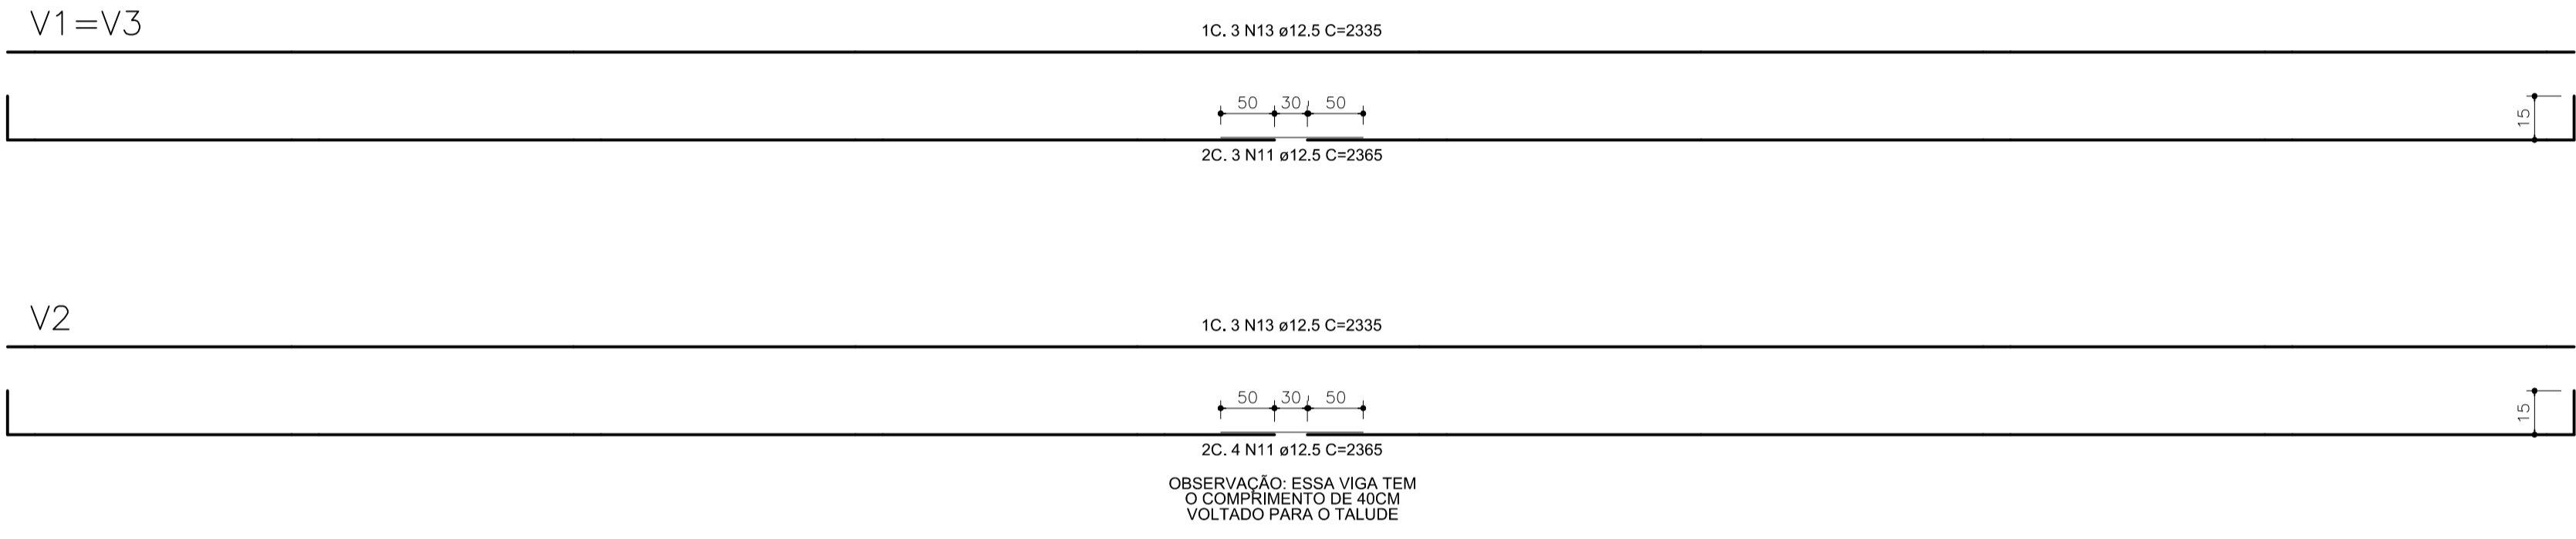 V1=V3
1C. 3 N13 ø12.5 C=2335
50 30 50
15
2C. 3 N11 ø12.5 C=2365
V2
1C. 3 N13 ø12.5 C=2335
50 30 50
15
2C. 4 N11 ø12.5 C=2365
OBSERVAÇÃO: ESSA VIGA TEM
O COMPRIMENTO DE 40CM
VOLTADO PARA O TALUDE